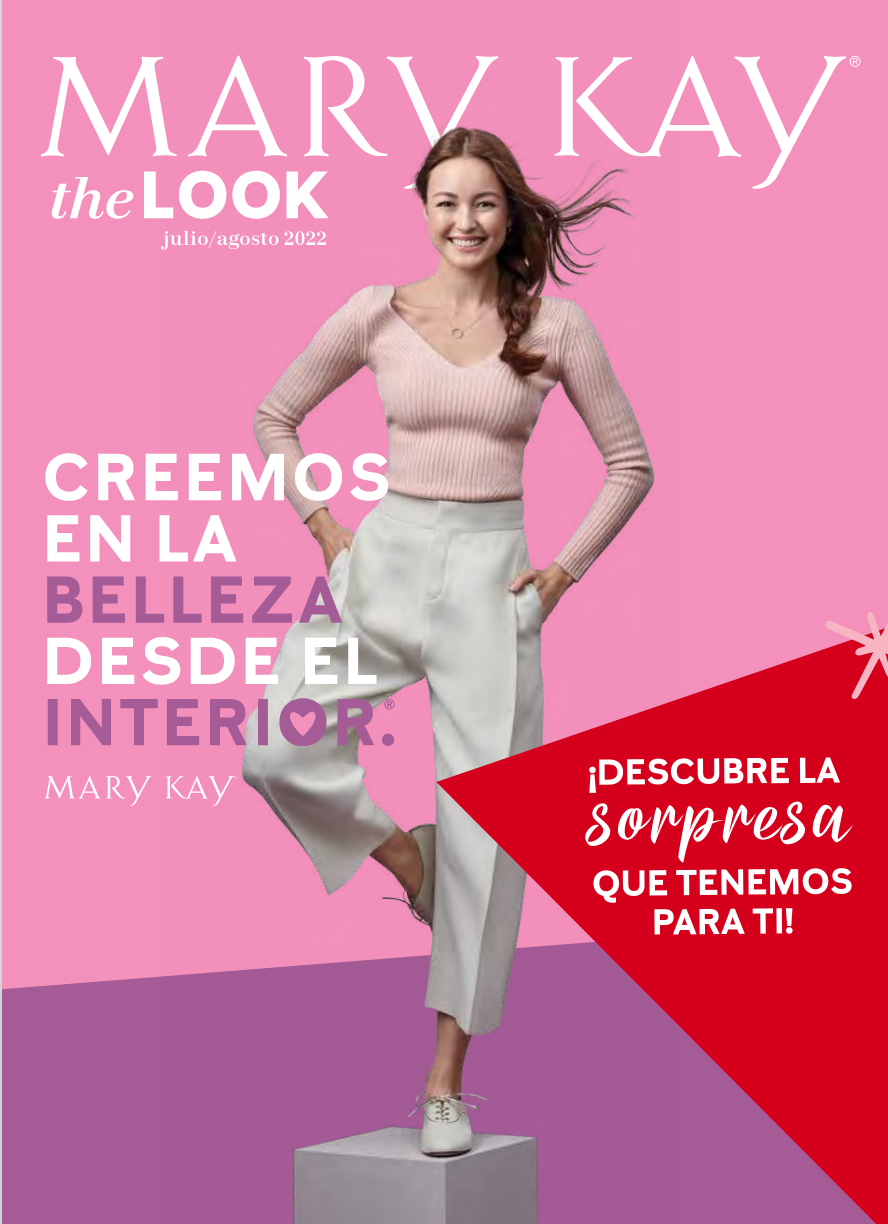 MARY KAY®
the LOOK
julio/agosto 2022
CREEMOS
EN LA
BELLEZA
DESDE EL
INTERIOR.®
MARY KAY
¡DESCUBRE LA
sorpresa
QUE TENEMOS
PARA TI!